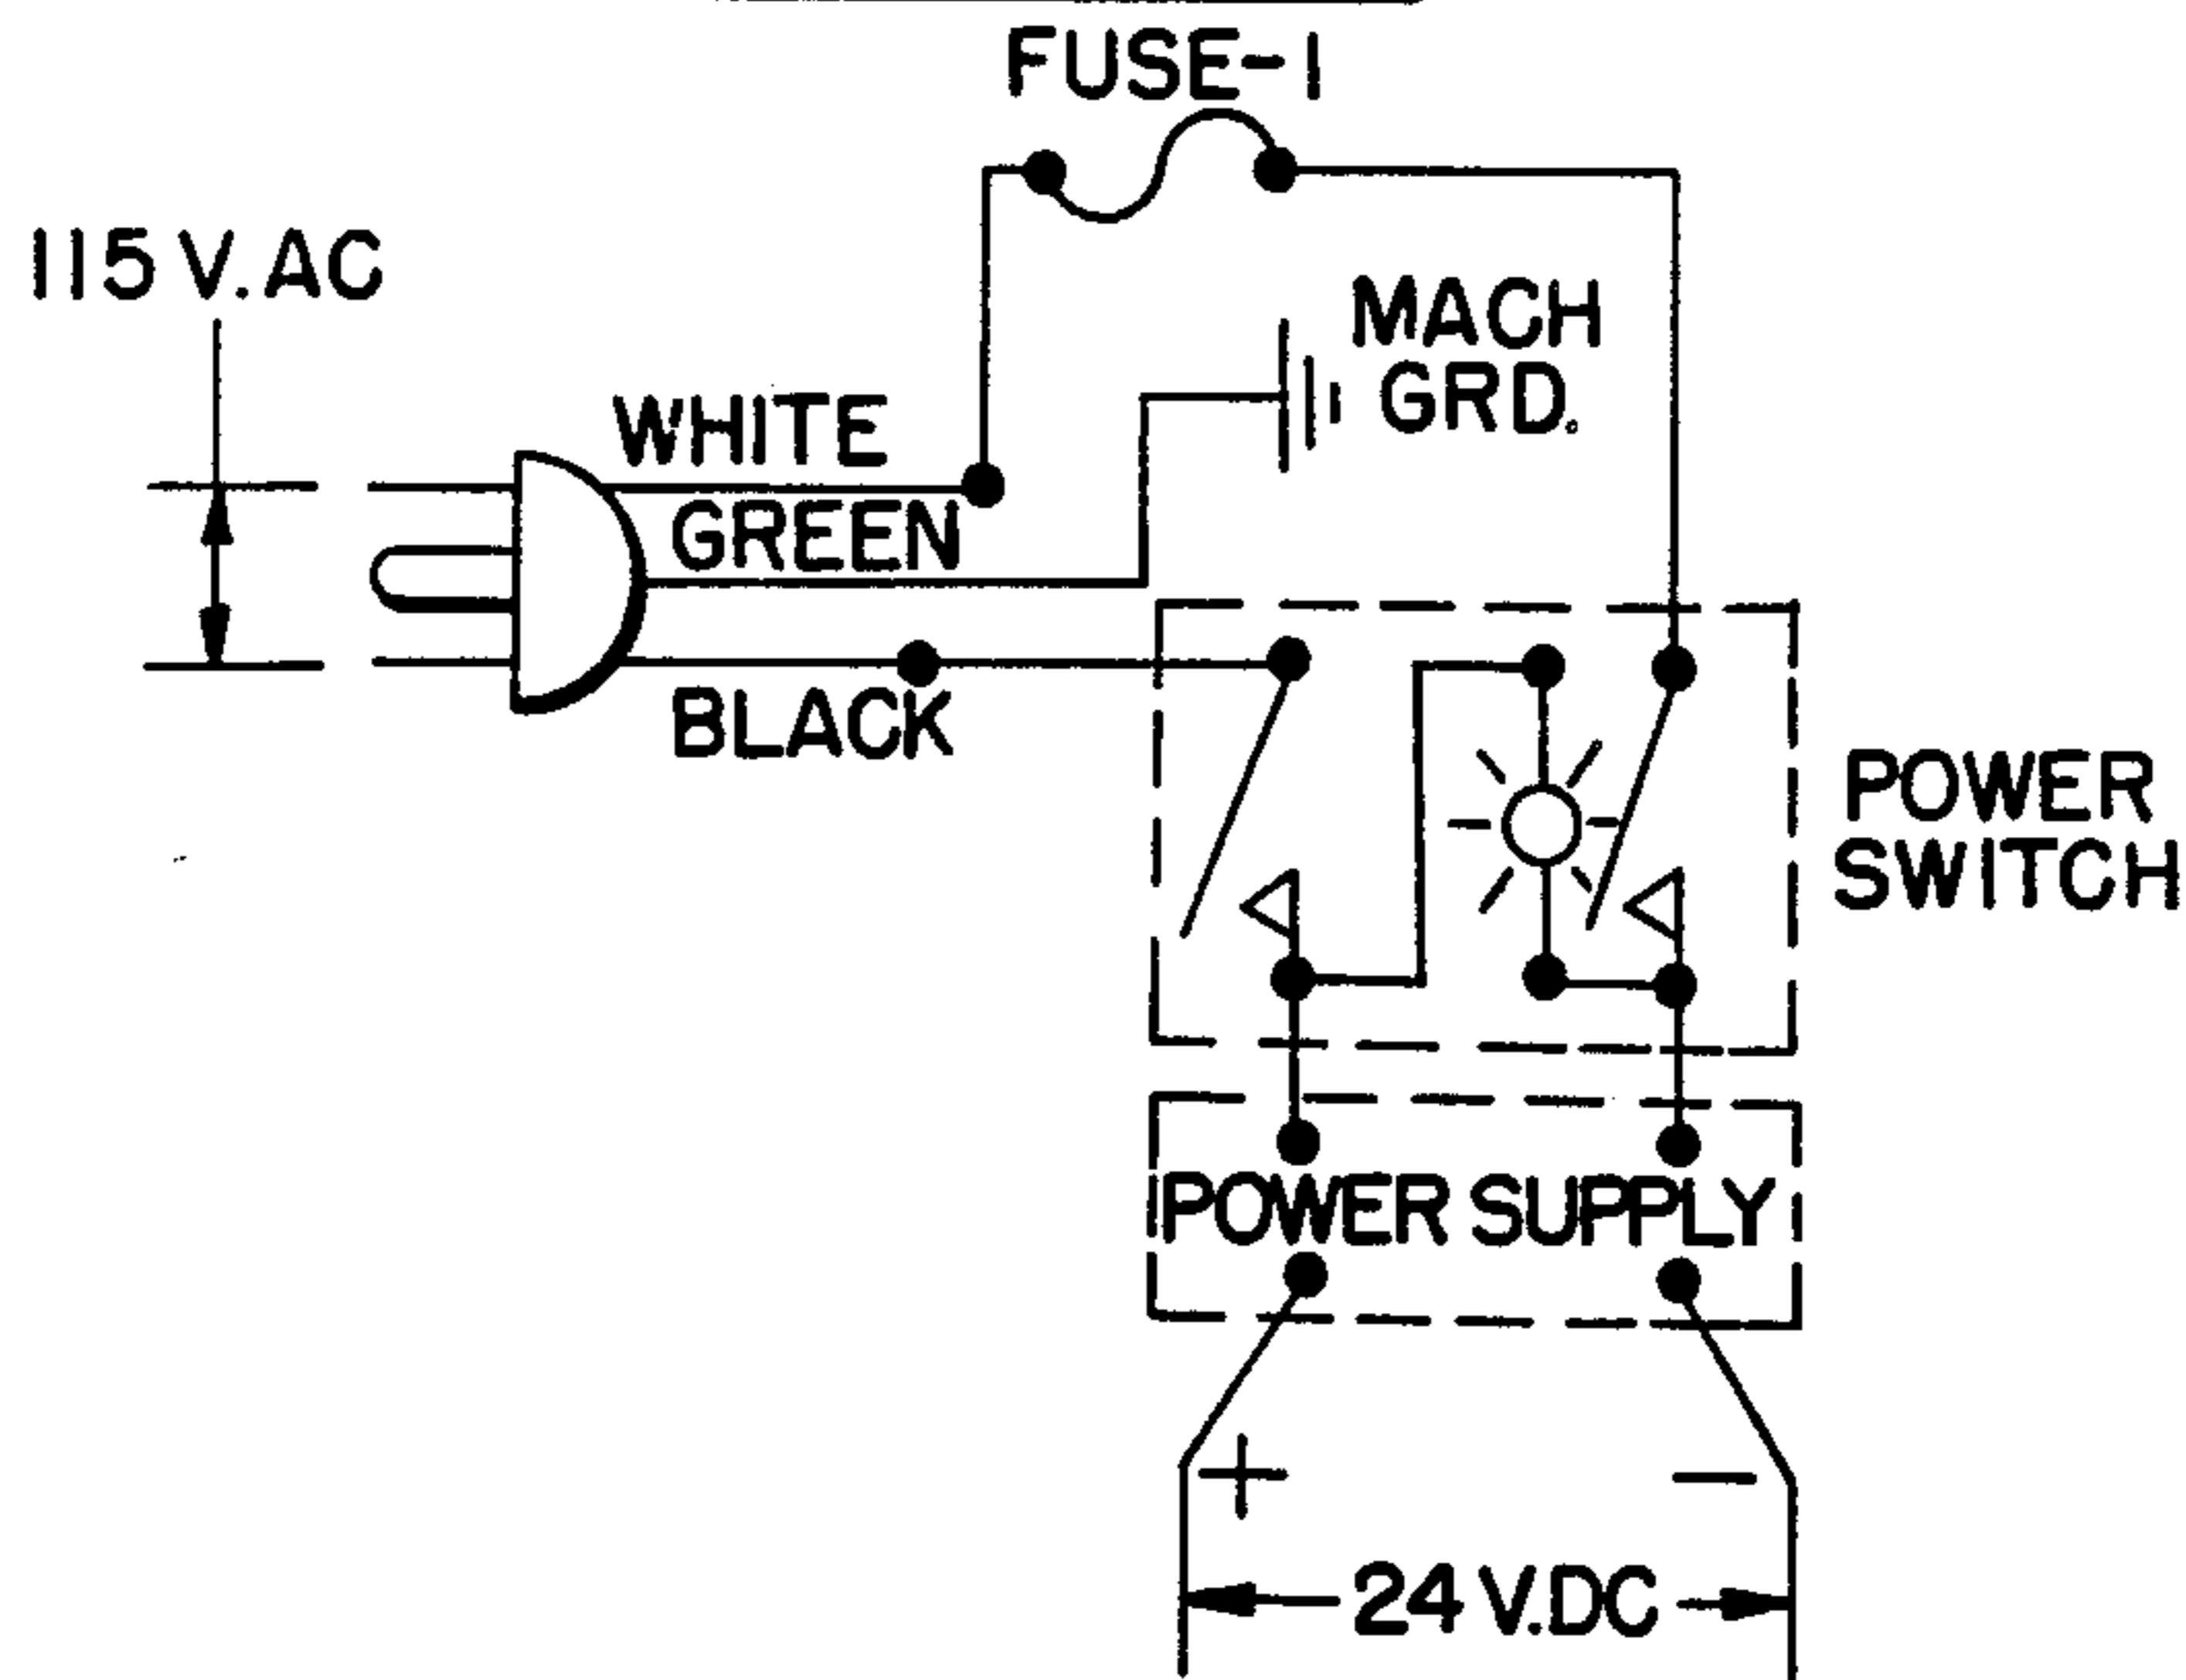 FUSE-1
115 V. AC
MACH
GRD.
WHITE
GREEN
BLACK
POWER
SWITCH
POWER SUPPLY
+ −
24 V.DC